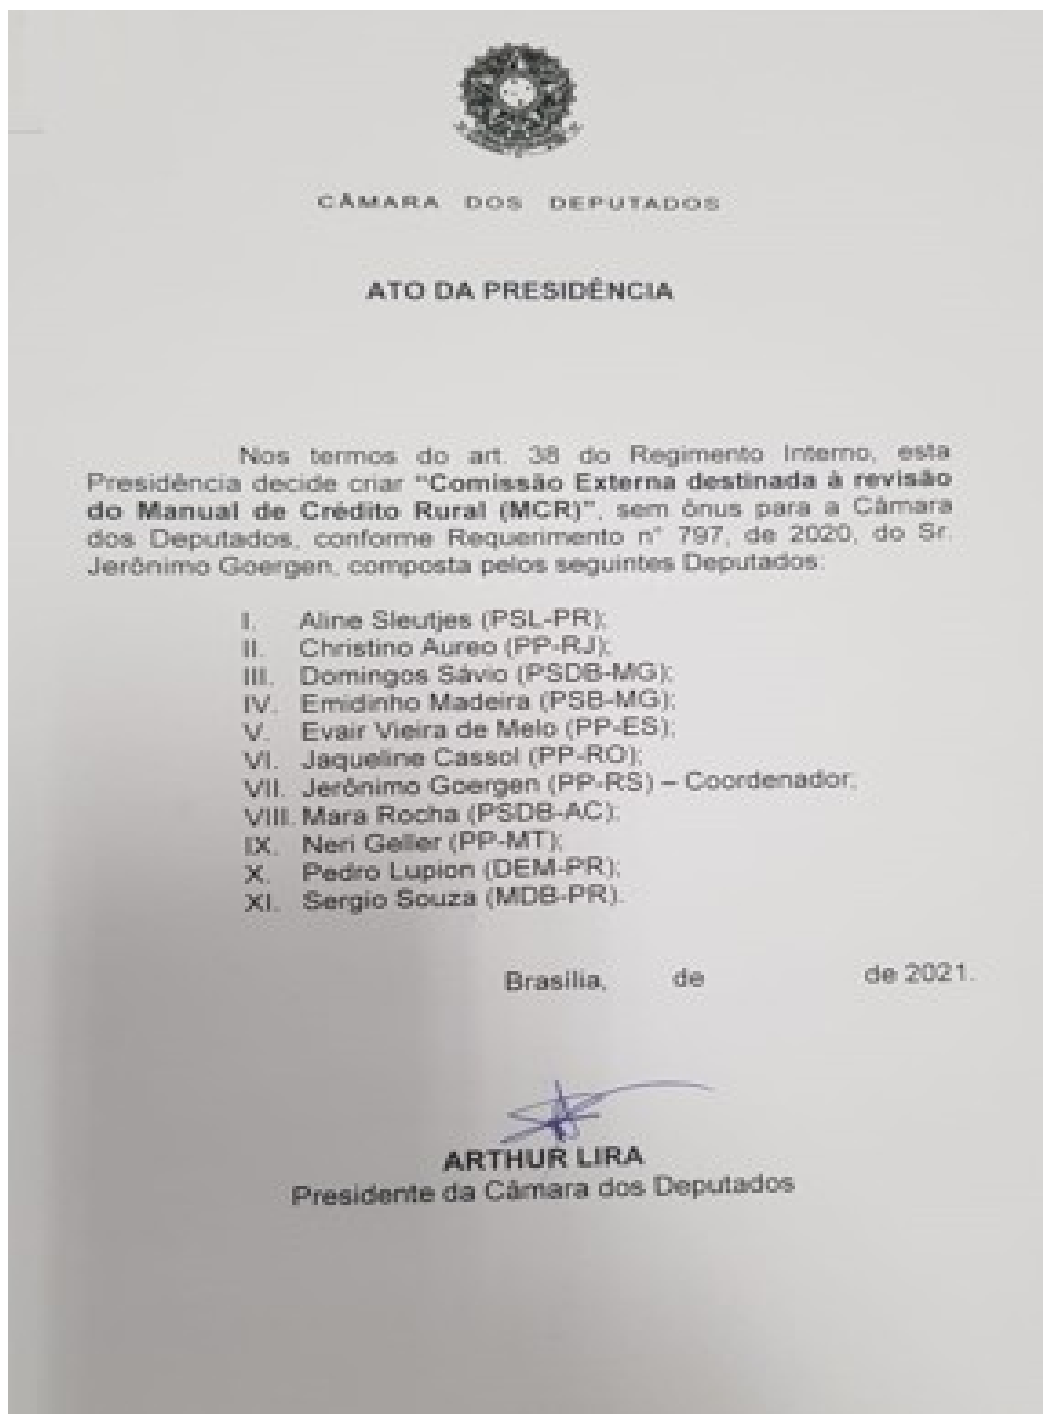 CÂMARA DOS DEPUTADOS
ATO DA PRESIDÊNCIA
Nos termos do art. 38 do Regimento Interno, esta
Presidência decide criar "Comissão Externa destinada à revisão
do Manual de Crédito Rural (MCR)", sem ônus para a Câmara
dos Deputados, conforme Requerimento n° 797, de 2020, do Sr.
Jerônimo Goergen, composta pelos seguintes Deputados:
I. Aline Sleutjes (PSL-PR);
II. Christino Aureo (PP-RJ);
III. Domingos Sávio (PSDB-MG);
IV. Emidinho Madeira (PSB-MG);
V. Evair Vieira de Melo (PP-ES);
VI. Jaqueline Cassol (PP-RO);
VII. Jerônimo Goergen (PP-RS) – Coordenador;
VIII. Mara Rocha (PSDB-AC);
IX. Neri Geller (PP-MT);
X. Pedro Lupion (DEM-PR);
XI. Sergio Souza (MDB-PR).
Brasília, de de 2021.
ARTHUR LIRA
Presidente da Câmara dos Deputados